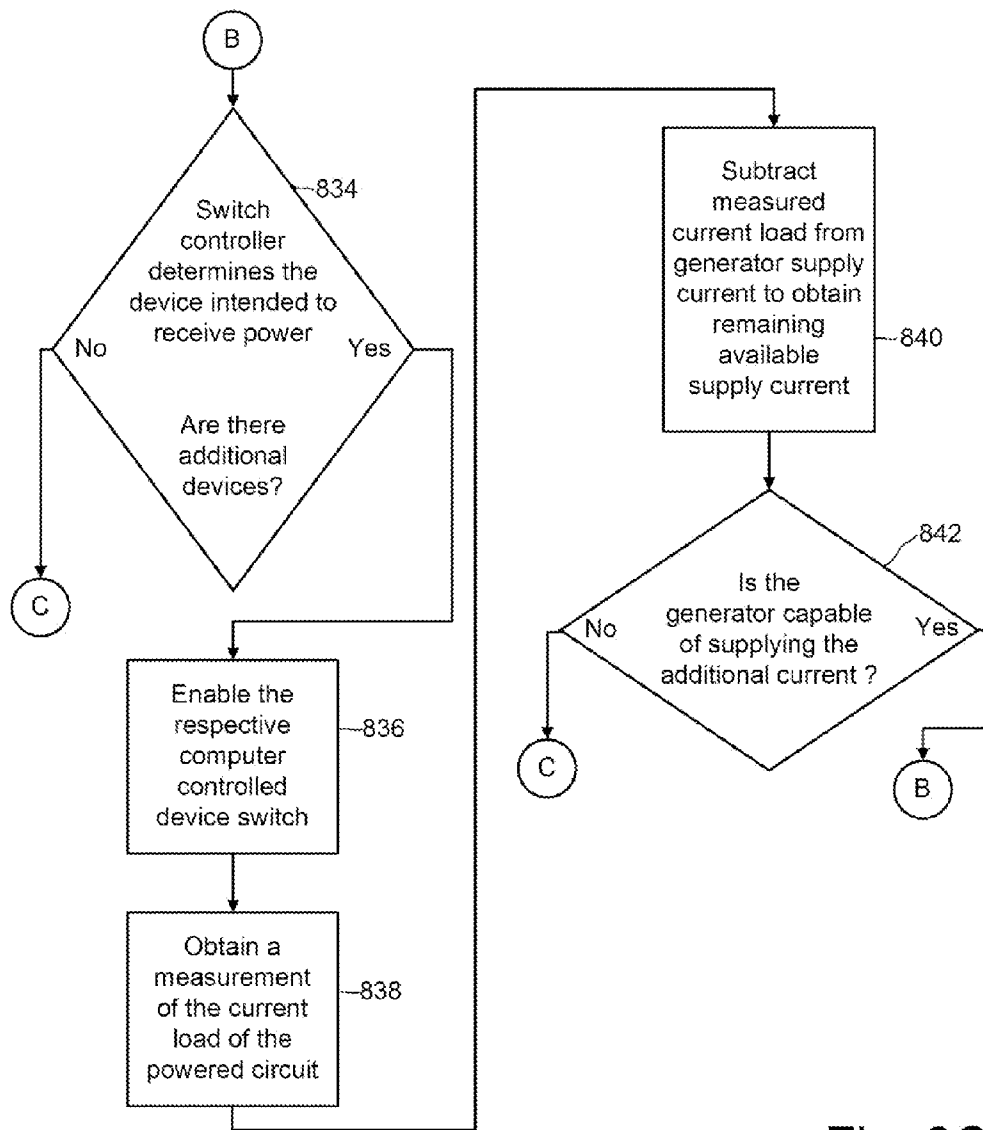 B
834
Switch
controller
determines the
device intended to
receive power
No
Yes
Are there
additional
devices?
C
Enable the
respective
computer
controlled
device switch
836
Obtain a
measurement
of the current
load of the
powered circuit
838
Subtract
measured
current load from
generator supply
current to obtain
remaining
available
supply current
840
842
Is the
generator capable
of supplying the
additional current ?
No
Yes
C
B